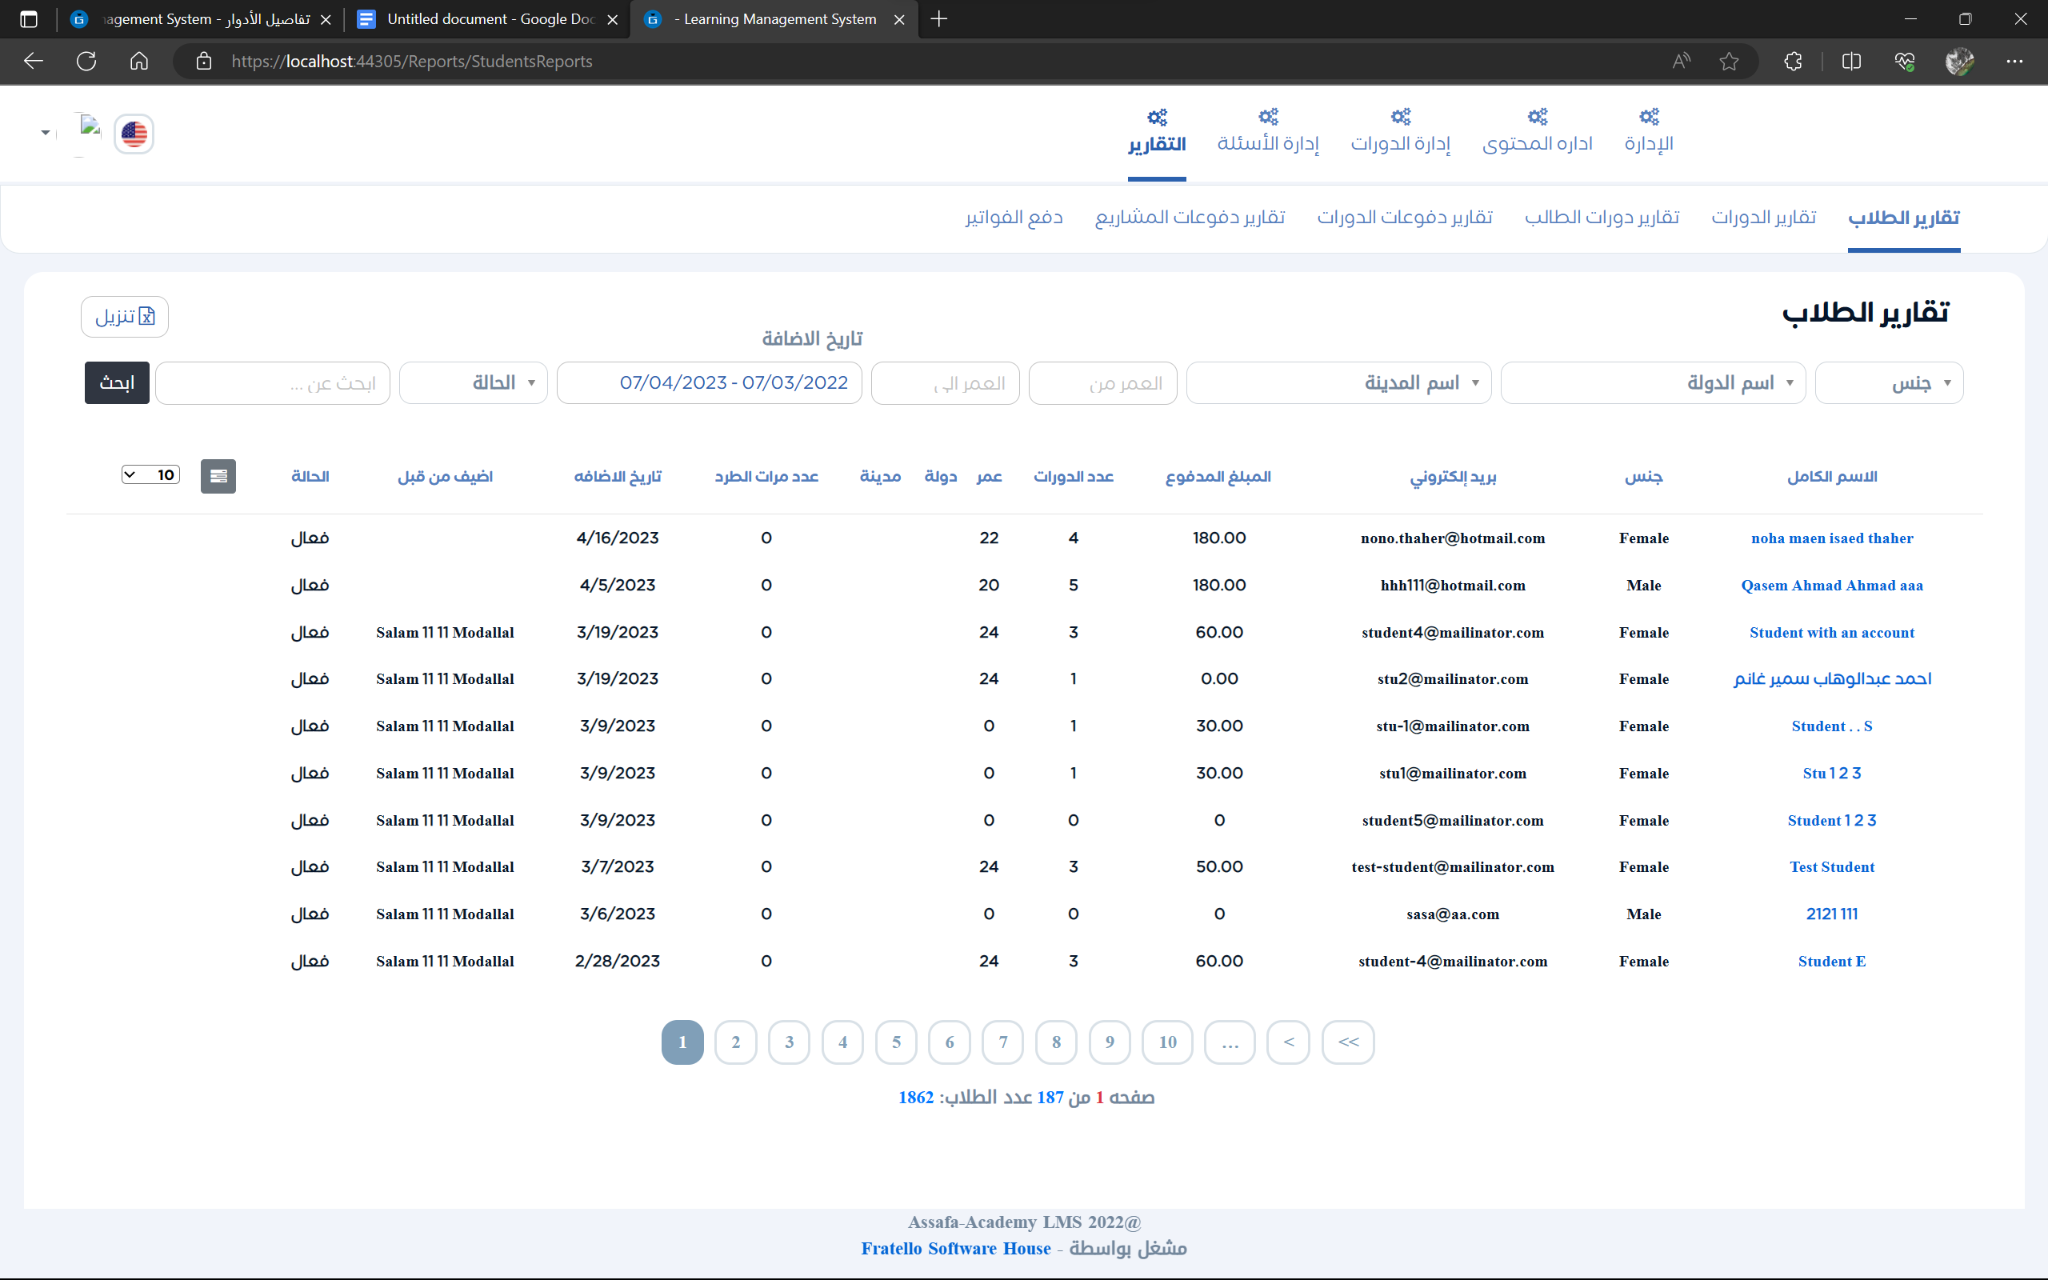 agement System - تفاصيل الأدوار
Untitled document - Google Doc
- Learning Management System
https://localhost:44305/Reports/StudentsReports
الإدارة اداره المحتوى إدارة الدورات إدارة الأسئلة التقارير
تقارير الطلاب تقارير الدورات تقارير دورات الطالب تقارير دفوعات الدورات تقارير دفوعات المشاريع دفع الفواتير
تقارير الطلاب
تنزيل
تاريخ الاضافة
جنس اسم الدولة اسم المدينة العمر من العمر الى 07/04/2023 - 07/03/2022 الحالة ابحث عن ... ابحث
الاسم الكامل جنس بريد إلكتروني المبلغ المدفوع عدد الدورات عمر دولة مدينة عدد مرات الطرد تاريخ الاضافه اضيف من قبل الحالة 10
noha maen isaed thaher Female nono.thaher@hotmail.com 180.00 4 22 0 4/16/2023 فعال
Qasem Ahmad Ahmad aaa Male hhh111@hotmail.com 180.00 5 20 0 4/5/2023 فعال
Student with an account Female student4@mailinator.com 60.00 3 24 0 3/19/2023 Salam 11 11 Modallal فعال
احمد عبدالوهاب سمير غانم Female stu2@mailinator.com 0.00 1 24 0 3/19/2023 Salam 11 11 Modallal فعال
Student . . S Female stu-1@mailinator.com 30.00 1 0 0 3/9/2023 Salam 11 11 Modallal فعال
Stu 1 2 3 Female stu1@mailinator.com 30.00 1 0 0 3/9/2023 Salam 11 11 Modallal فعال
Student 1 2 3 Female student5@mailinator.com 0 0 0 0 3/9/2023 Salam 11 11 Modallal فعال
Test Student Female test-student@mailinator.com 50.00 3 24 0 3/7/2023 Salam 11 11 Modallal فعال
2121 111 Male sasa@aa.com 0 0 0 0 3/6/2023 Salam 11 11 Modallal فعال
Student E Female student-4@mailinator.com 60.00 3 24 0 2/28/2023 Salam 11 11 Modallal فعال
1 2 3 4 5 6 7 8 9 10 ... < <<
صفحه 1 من 187 عدد الطلاب: 1862
Assafa-Academy LMS 2022@
مشغل بواسطة - Fratello Software House